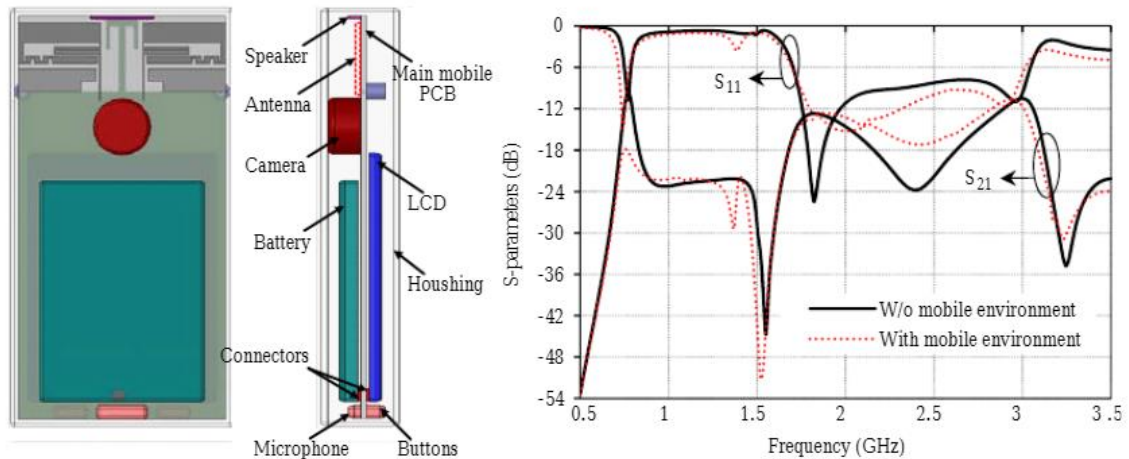 Speaker
Main mobile
PCB
Antenna
Camera
LCD
Battery
Houshing
Connectors
Microphone
Buttons
S-parameters (dB)
0
-6
-12
-18
-24
-30
-36
-42
-48
-54
S11
S21
W/o mobile environment
With mobile environment
0.5
1
1.5
2
2.5
3
3.5
Frequency (GHz)